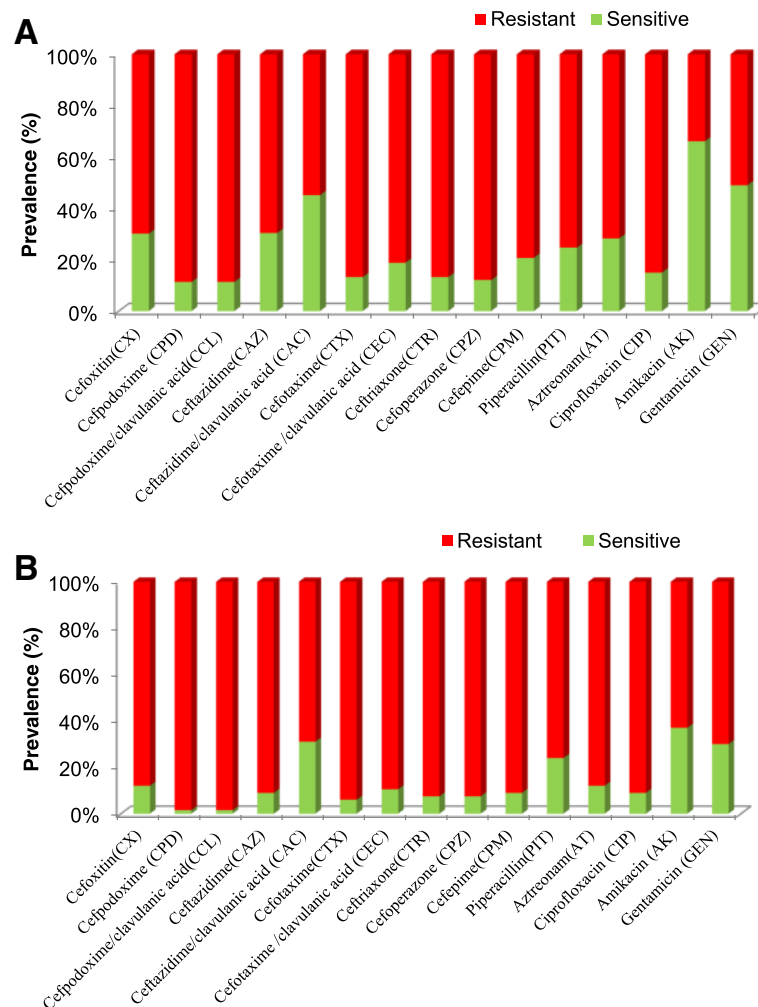 A
Resistant Sensitive
Prevalence (%)
100%
80%
60%
40%
20%
0%
Cefoxitin(CX)
Cefpodoxime (CPD)
Cefpodoxime/clavulanic acid(CCL)
Ceftazidime(CAZ)
Ceftazidime/clavulanic acid (CAC)
Cefotaxime(CTX)
Cefotaxime /clavulanic acid (CEC)
Ceftriaxone(CTR)
Cefoperazone (CPZ)
Cefepime(CPM)
Piperacillin(PIT)
Aztreonam(AT)
Ciprofloxacin (CIP)
Amikacin (AK)
Gentamicin (GEN)
B
Resistant Sensitive
Prevalence (%)
100%
80%
60%
40%
20%
0%
Cefoxitin(CX)
Cefpodoxime (CPD)
Cefpodoxime/clavulanic acid(CCL)
Ceftazidime(CAZ)
Ceftazidime/clavulanic acid (CAC)
Cefotaxime(CTX)
Cefotaxime /clavulanic acid (CEC)
Ceftriaxone(CTR)
Cefoperazone (CPZ)
Cefepime(CPM)
Piperacillin(PIT)
Aztreonam(AT)
Ciprofloxacin (CIP)
Amikacin (AK)
Gentamicin (GEN)